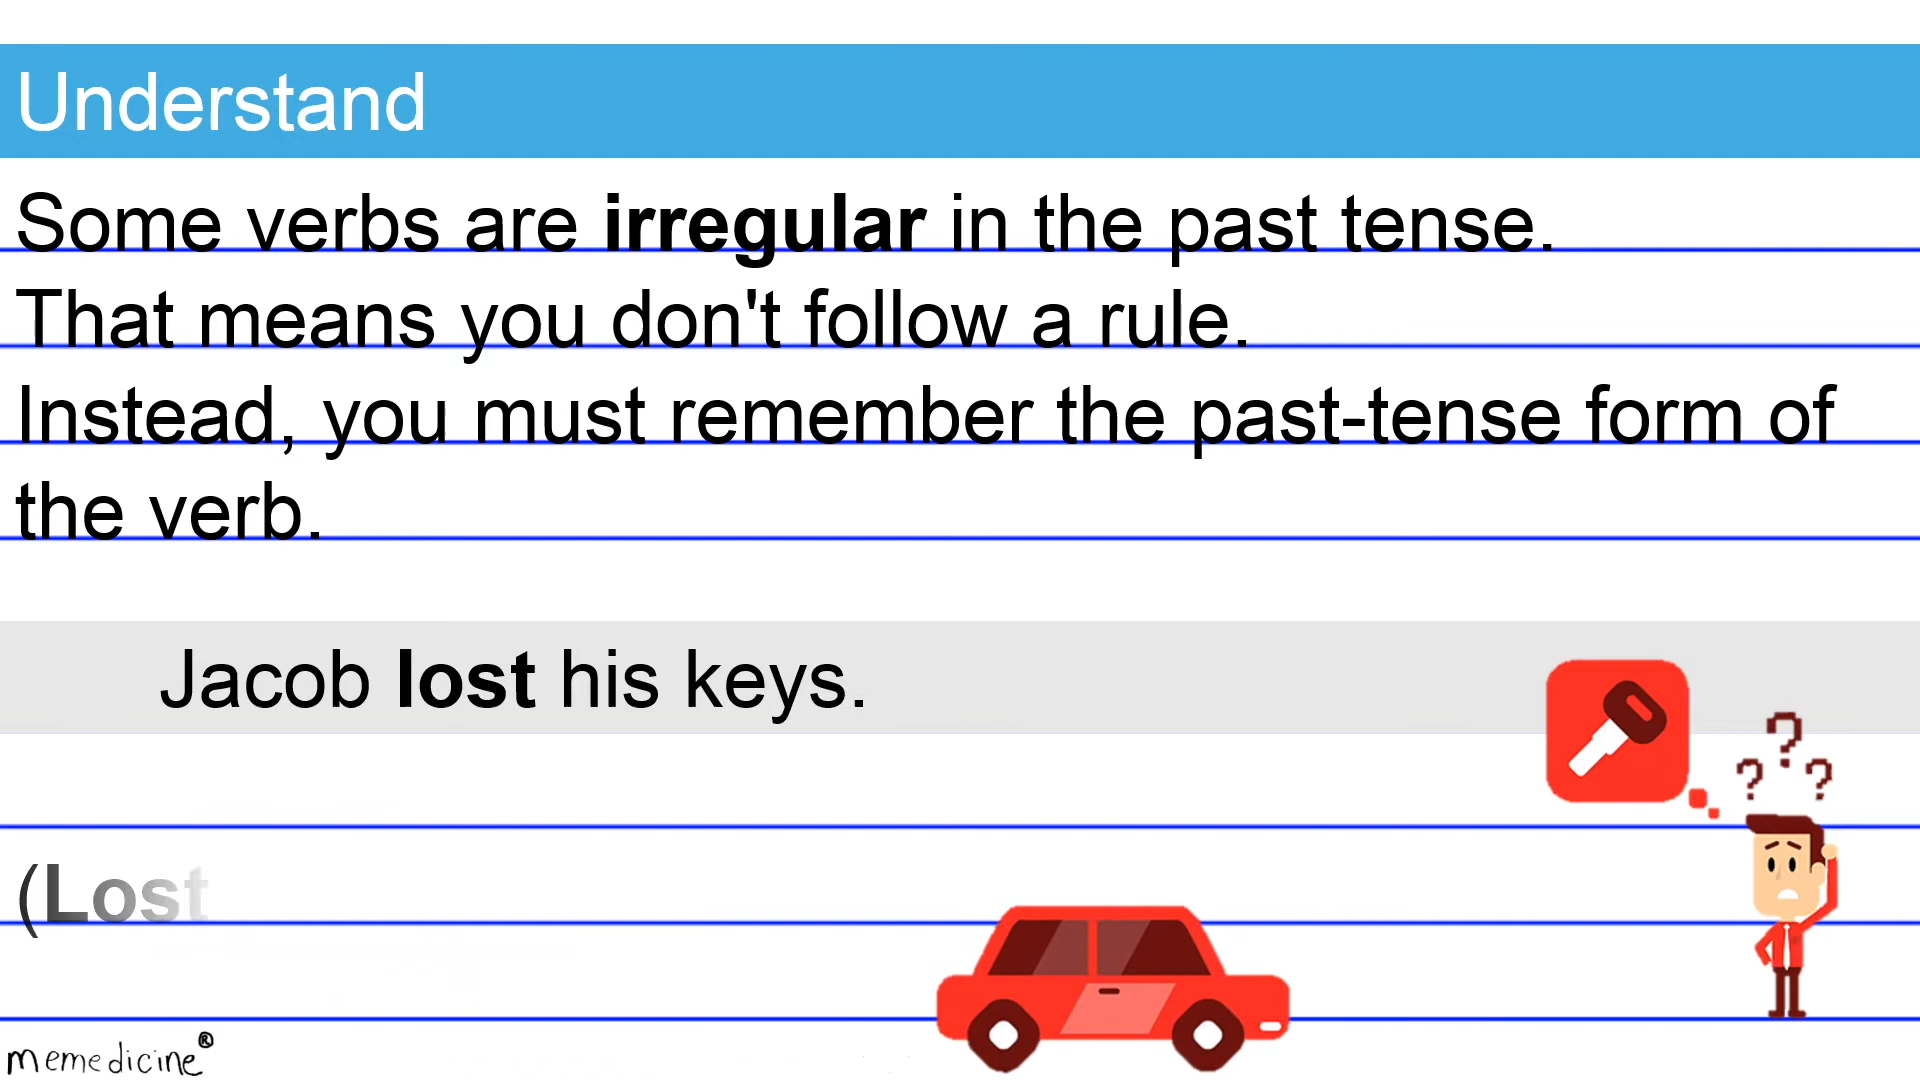 Understand
Some verbs are irregular in the past tense.
That means you don't follow a rule.
Instead, you must remember the past-tense form of
the verb.
Jacob lost his keys.
? ? ?
(Lost
memedicine®